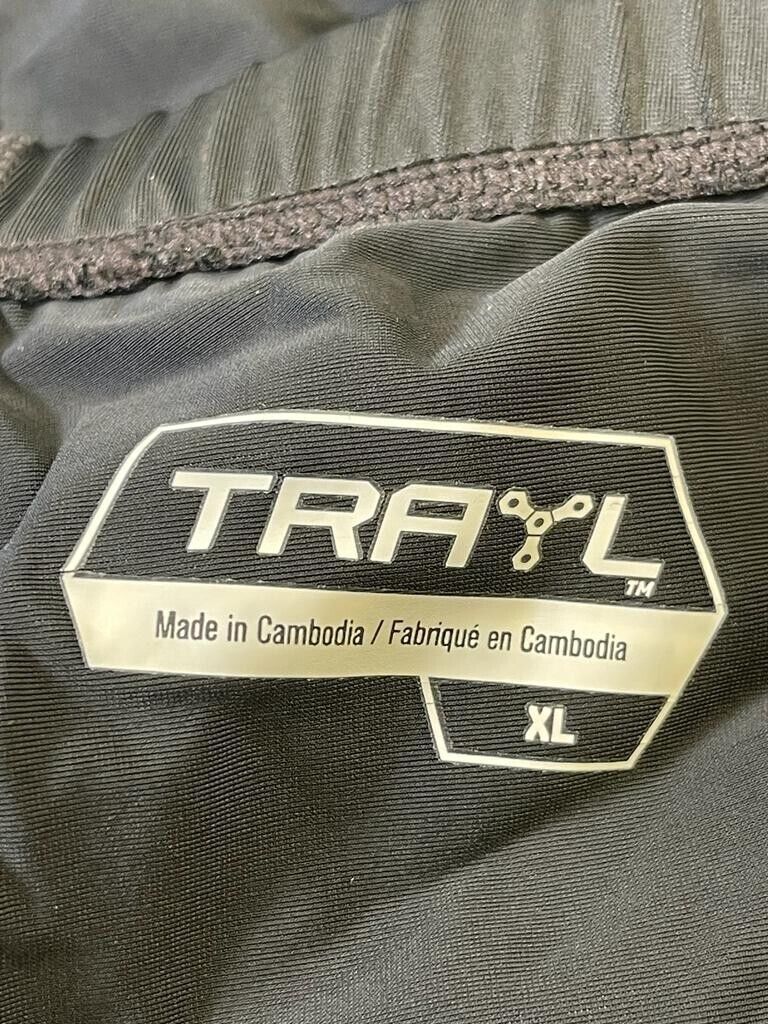 TRAYL
TM
Made in Cambodia / Fabriqué en Cambodia
XL